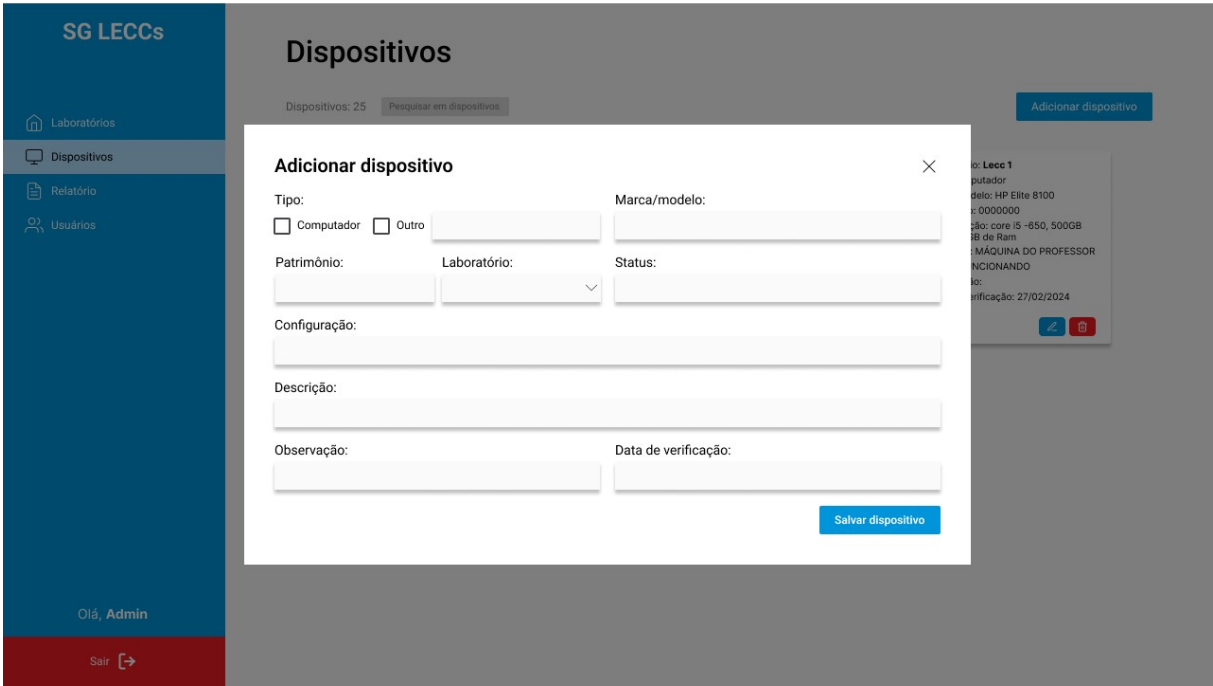 SG LECCs
Laboratórios
Dispositivos
Relatório
Usuários
Olá, Admin
Sair
Dispositivos
Dispositivos: 25 Pesquisar em dispositivos
Adicionar dispositivo
Adicionar dispositivo
Tipo:
Computador Outro
Marca/modelo:
Patrimônio: Laboratório: Status:
Configuração:
Descrição:
Observação: Data de verificação:
Salvar dispositivo
io: Lecc 1
putador
delo: HP Elite 8100
o: 0000000
ção: core i5 -650, 500GB
GB de Ram
: MÁQUINA DO PROFESSOR
NCIONANDO
ão:
erificação: 27/02/2024